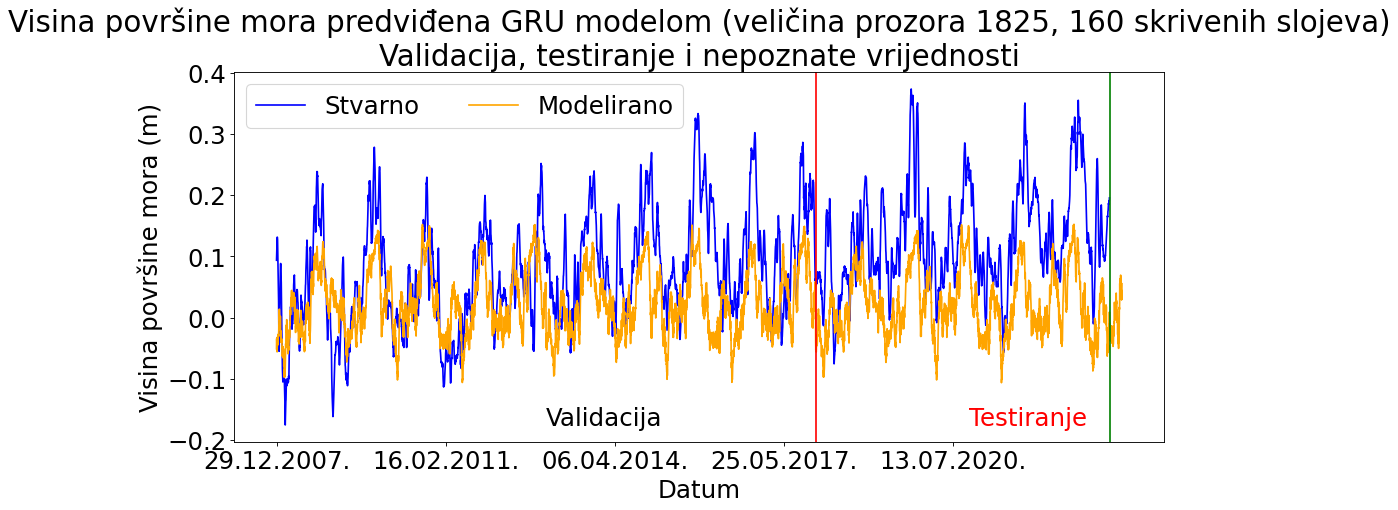 Visina površine mora predviđena GRU modelom (veličina prozora 1825, 160 skrivenih slojeva)
Validacija, testiranje i nepoznate vrijednosti
Stvarno
Modelirano
Visina površine mora (m)
0.4
0.3
0.2
0.1
0.0
−0.1
−0.2
Validacija
Testiranje
29.12.2007.
16.02.2011.
06.04.2014.
25.05.2017.
13.07.2020.
Datum